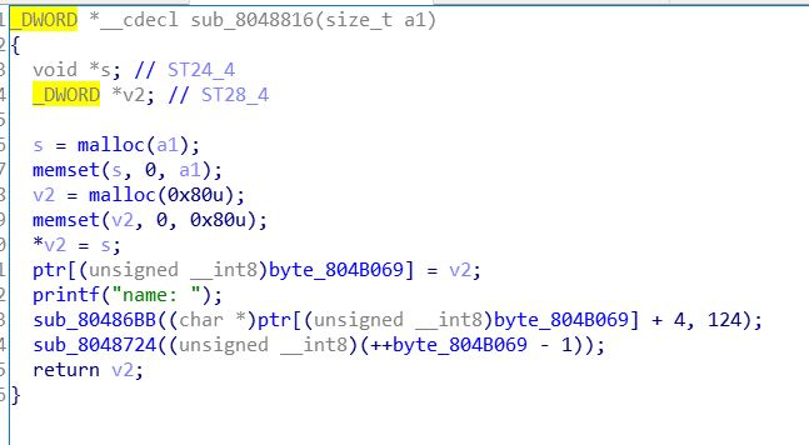 1 _DWORD *__cdecl sub_8048816(size_t a1)
2 {
3 void *s; // ST24_4
4 _DWORD *v2; // ST28_4
5
6 s = malloc(a1);
7 memset(s, 0, a1);
8 v2 = malloc(0x80u);
9 memset(v2, 0, 0x80u);
0 *v2 = s;
1 ptr[(unsigned __int8)byte_804B069] = v2;
2 printf("name: ");
3 sub_80486BB((char *)ptr[(unsigned __int8)byte_804B069] + 4, 124);
4 sub_8048724((unsigned __int8)(++byte_804B069 - 1));
5 return v2;
6 }